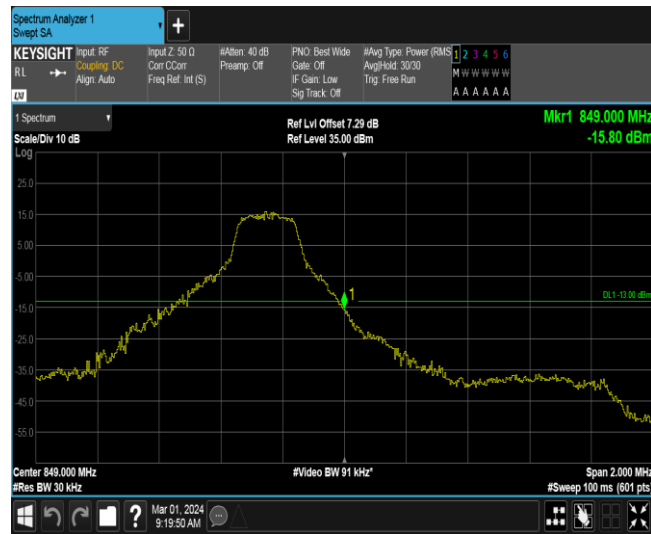 Spectrum Analyzer 1
Swept SA
+
KEYSIGHT
RL
LXI
Input: RF
Coupling: DC
Align: Auto
Input Z: 50 Ω
Corr CCorr
Freq Ref: Int (S)
#Atten: 40 dB
Preamp: Off
PNO: Best Wide
Gate: Off
IF Gain: Low
Sig Track: Off
#Avg Type: Power (RMS
Avg|Hold: 30/30
Trig: Free Run
1 2 3 4 5 6
M W W W W W
A A A A A A
1 Spectrum
Scale/Div 10 dB
Log
Ref Lvl Offset 7.29 dB
Ref Level 35.00 dBm
Mkr1 849.000 MHz
-15.80 dBm
25.0
15.0
5.00
-5.00
-15.0
-25.0
-35.0
-45.0
-55.0
1
DL1 -13.00 dBm
Center 849.000 MHz
#Res BW 30 kHz
#Video BW 91 kHz*
Span 2.000 MHz
#Sweep 100 ms (601 pts)
?
Mar 01, 2024
9:19:50 AM